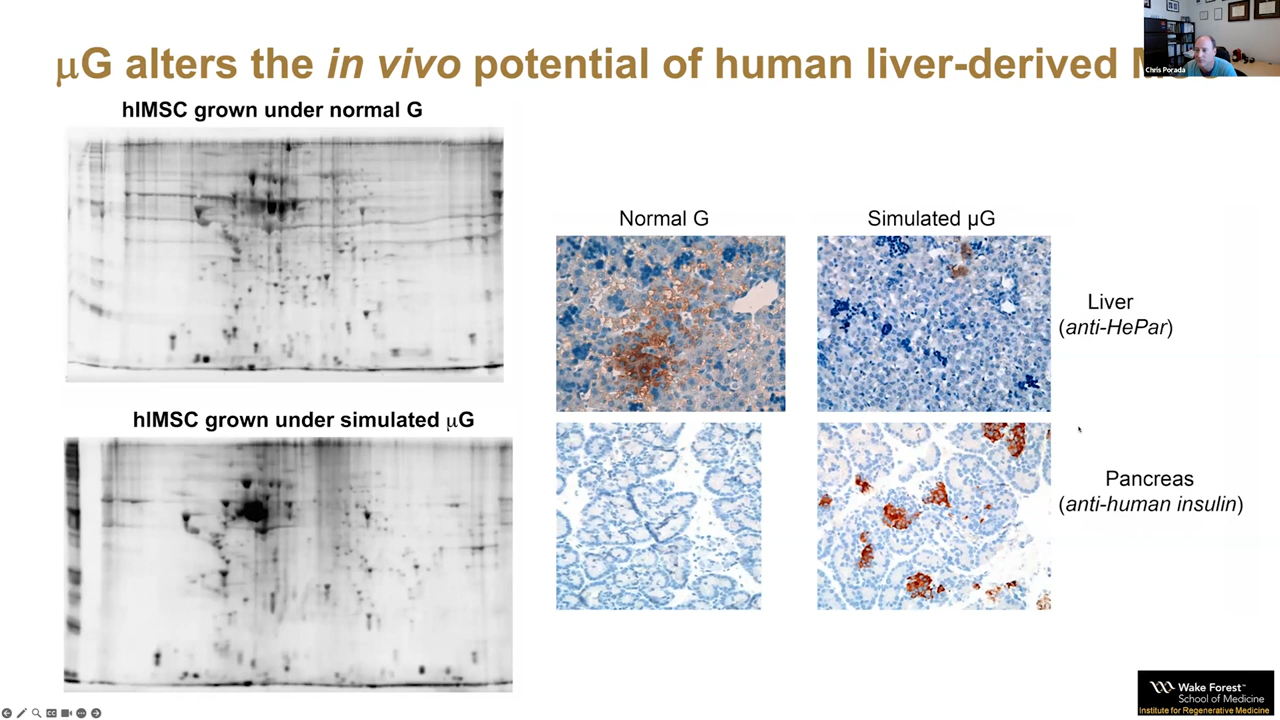 μG alters the in vivo potential of human liver-derived
Chris Porada
hlMSC grown under normal G
Normal G
Simulated μG
Liver
(anti-HePar)
hlMSC grown under simulated μG
Pancreas
(anti-human insulin)
Wake Forest™
School of Medicine
Institute for Regenerative Medicine